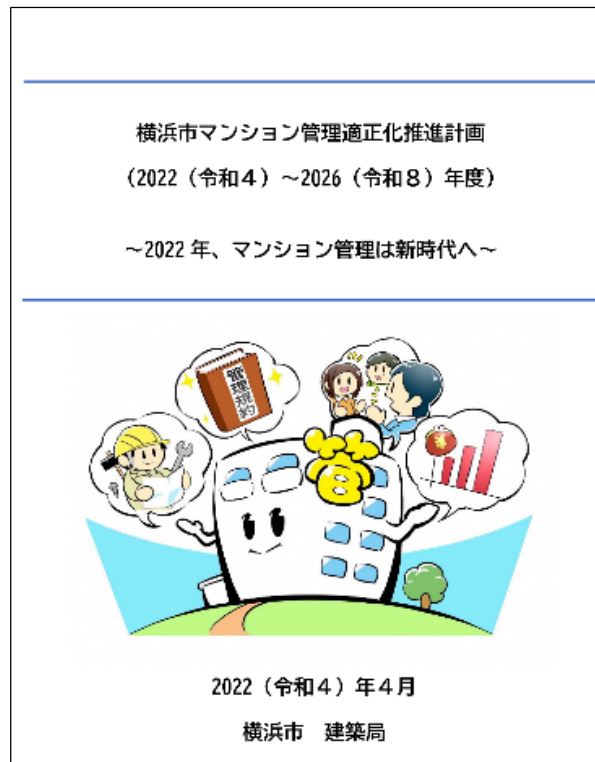 横浜市マンション管理適正化推進計画
（2022（令和４）～2026（令和８）年度）
～2022 年、マンション管理は新時代へ～
管理規約
管
¥
2022（令和４）年４月
横浜市　建築局